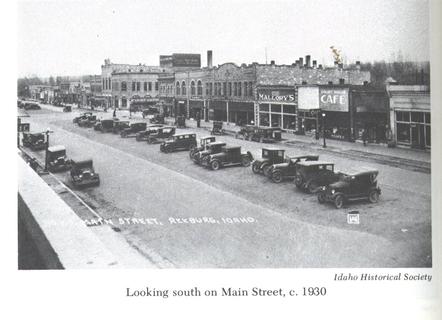 MALLORY'S
CAFE
MAIN STREET, REXBURG, IDAHO.
Idaho Historical Society
Looking south on Main Street, c. 1930